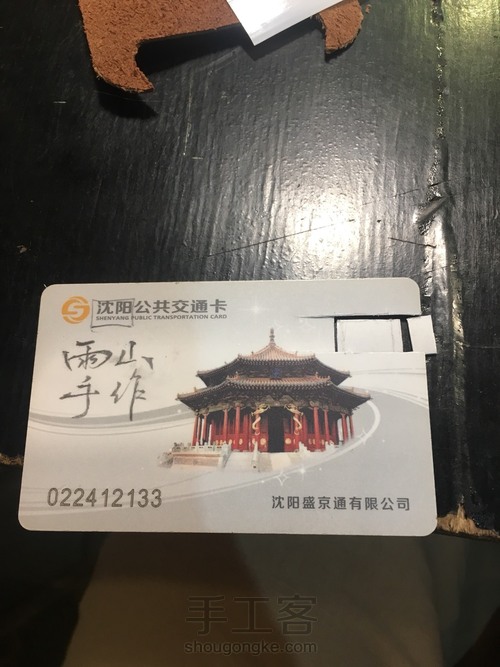 沈阳公共交通卡
SHENYANG PUBLIC TRANSPORTATION CARD
雨山
手作
022412133
沈阳盛京通有限公司
手工客
shougongke.com